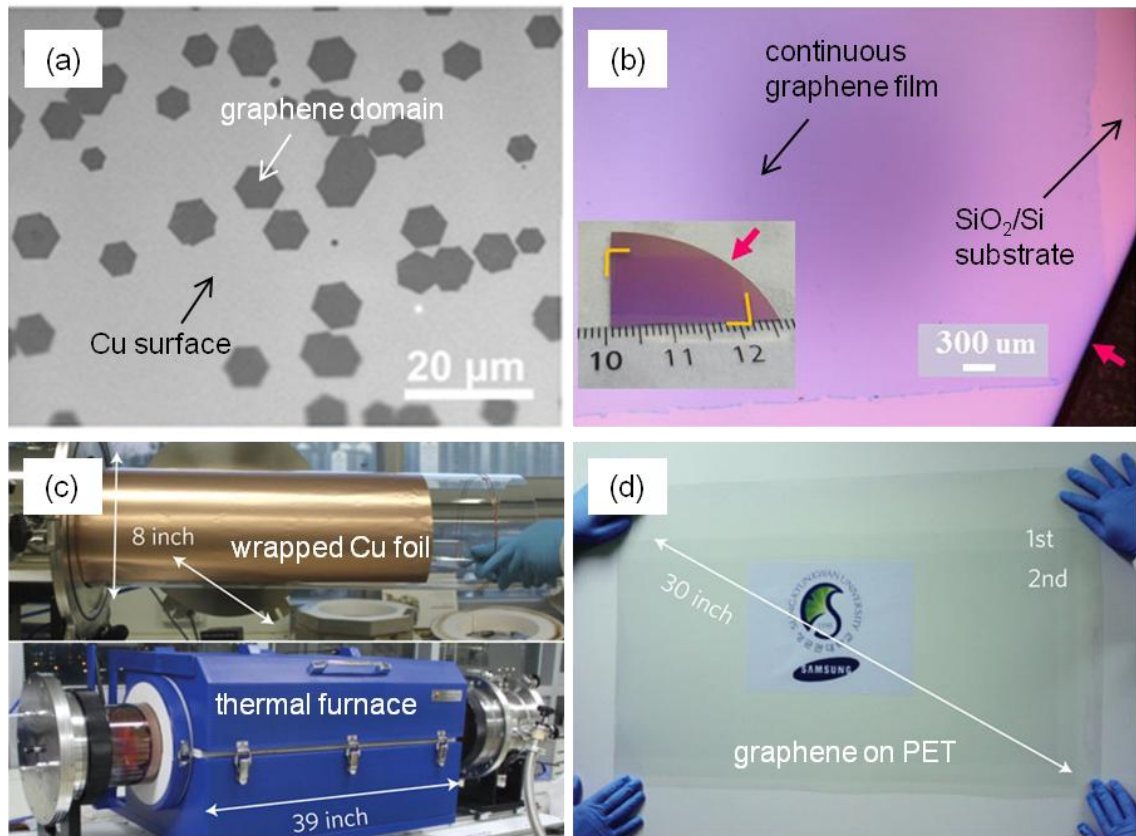 (a)
graphene domain
Cu surface
20 μm
(b)
continuous
graphene film
SiO2/Si
substrate
10 11 12
300 um
(c)
8 inch
wrapped Cu foil
thermal furnace
39 inch
(d)
1st
2nd
30 inch
SAMSUNG
graphene on PET